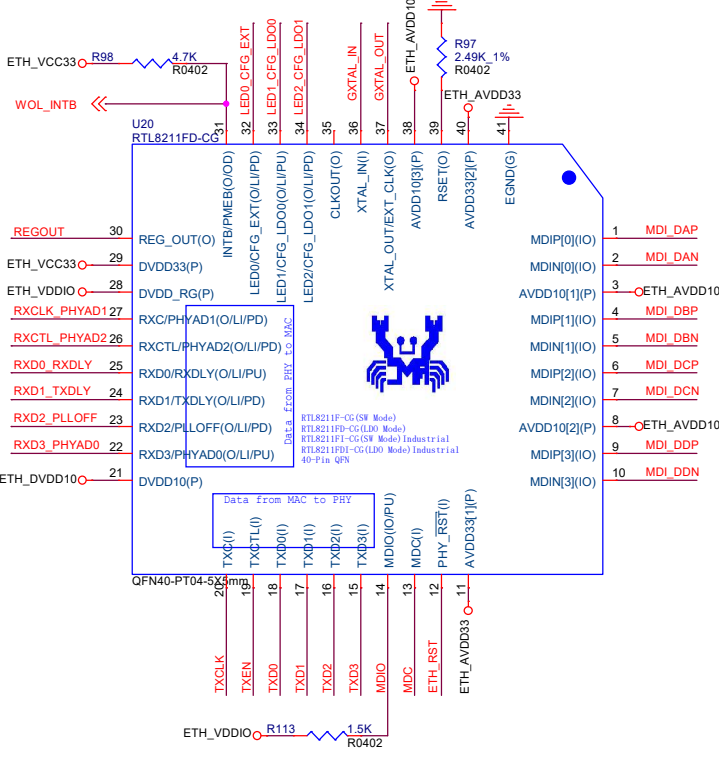 ETH_VCC33 R98 4.7K
R0402
WOL_INTB
LED0_CFG_EXT
LED1_CFG_LDO0
LED2_CFG_LDO1
GXTAL_IN
GXTAL_OUT
ETH_AVDD10
R97
2.49K_1%
R0402
ETH_AVDD33
U20
RTL8211FD-CG
31 32 33 34 35 36 37 38 39 40 41
INTB/PMEB(O/OD)
LED0/CFG_EXT(O/LI/PD)
LED1/CFG_LDO0(O/LI/PU)
LED2/CFG_LDO1(O/LI/PD)
CLKOUT(O)
XTAL_IN(I)
XTAL_OUT/EXT_CLK(O)
AVDD10[3](P)
RSET(O)
AVDD33[2](P)
EGND(G)
REGOUT 30 REG_OUT(O)
ETH_VCC33 29 DVDD33(P)
ETH_VDDIO 28 DVDD_RG(P)
RXCLK_PHYAD1 27 RXC/PHYAD1(O/LI/PD)
RXCTL_PHYAD2 26 RXCTL/PHYAD2(O/LI/PD)
RXD0_RXDLY 25 RXD0/RXDLY(O/LI/PU)
RXD1_TXDLY 24 RXD1/TXDLY(O/LI/PD)
RXD2_PLLOFF 23 RXD2/PLLOFF(O/LI/PD)
RXD3_PHYAD0 22 RXD3/PHYAD0(O/LI/PU)
ETH_DVDD10 21 DVDD10(P)
Data from PHY to MAC
MDIP[0](IO) 1 MDI_DAP
MDIN[0](IO) 2 MDI_DAN
AVDD10[1](P) 3 ETH_AVDD10
MDIP[1](IO) 4 MDI_DBP
MDIN[1](IO) 5 MDI_DBN
MDIP[2](IO) 6 MDI_DCP
MDIN[2](IO) 7 MDI_DCN
AVDD10[2](P) 8 ETH_AVDD10
MDIP[3](IO) 9 MDI_DDP
MDIN[3](IO) 10 MDI_DDN
RTL8211F-CG(SW Mode)
RTL8211FD-CG(LDO Mode)
RTL8211FI-CG(SW Mode)Industrial
RTL8211FDI-CG(LDO Mode)Industrial
40-Pin QFN
Data from MAC to PHY
TXC(I)
TXCTL(I)
TXD0(I)
TXD1(I)
TXD2(I)
TXD3(I)
MDIO(IO/PU)
MDC(I)
PHY_RST(I)
AVDD33[1](P)
QFN40-PT04-5X5mm
20 19 18 17 16 15 14 13 12 11
TXCLK
TXEN
TXD0
TXD1
TXD2
TXD3
MDIO
MDC
ETH_RST
ETH_AVDD33
ETH_VDDIO R113 1.5K
R0402